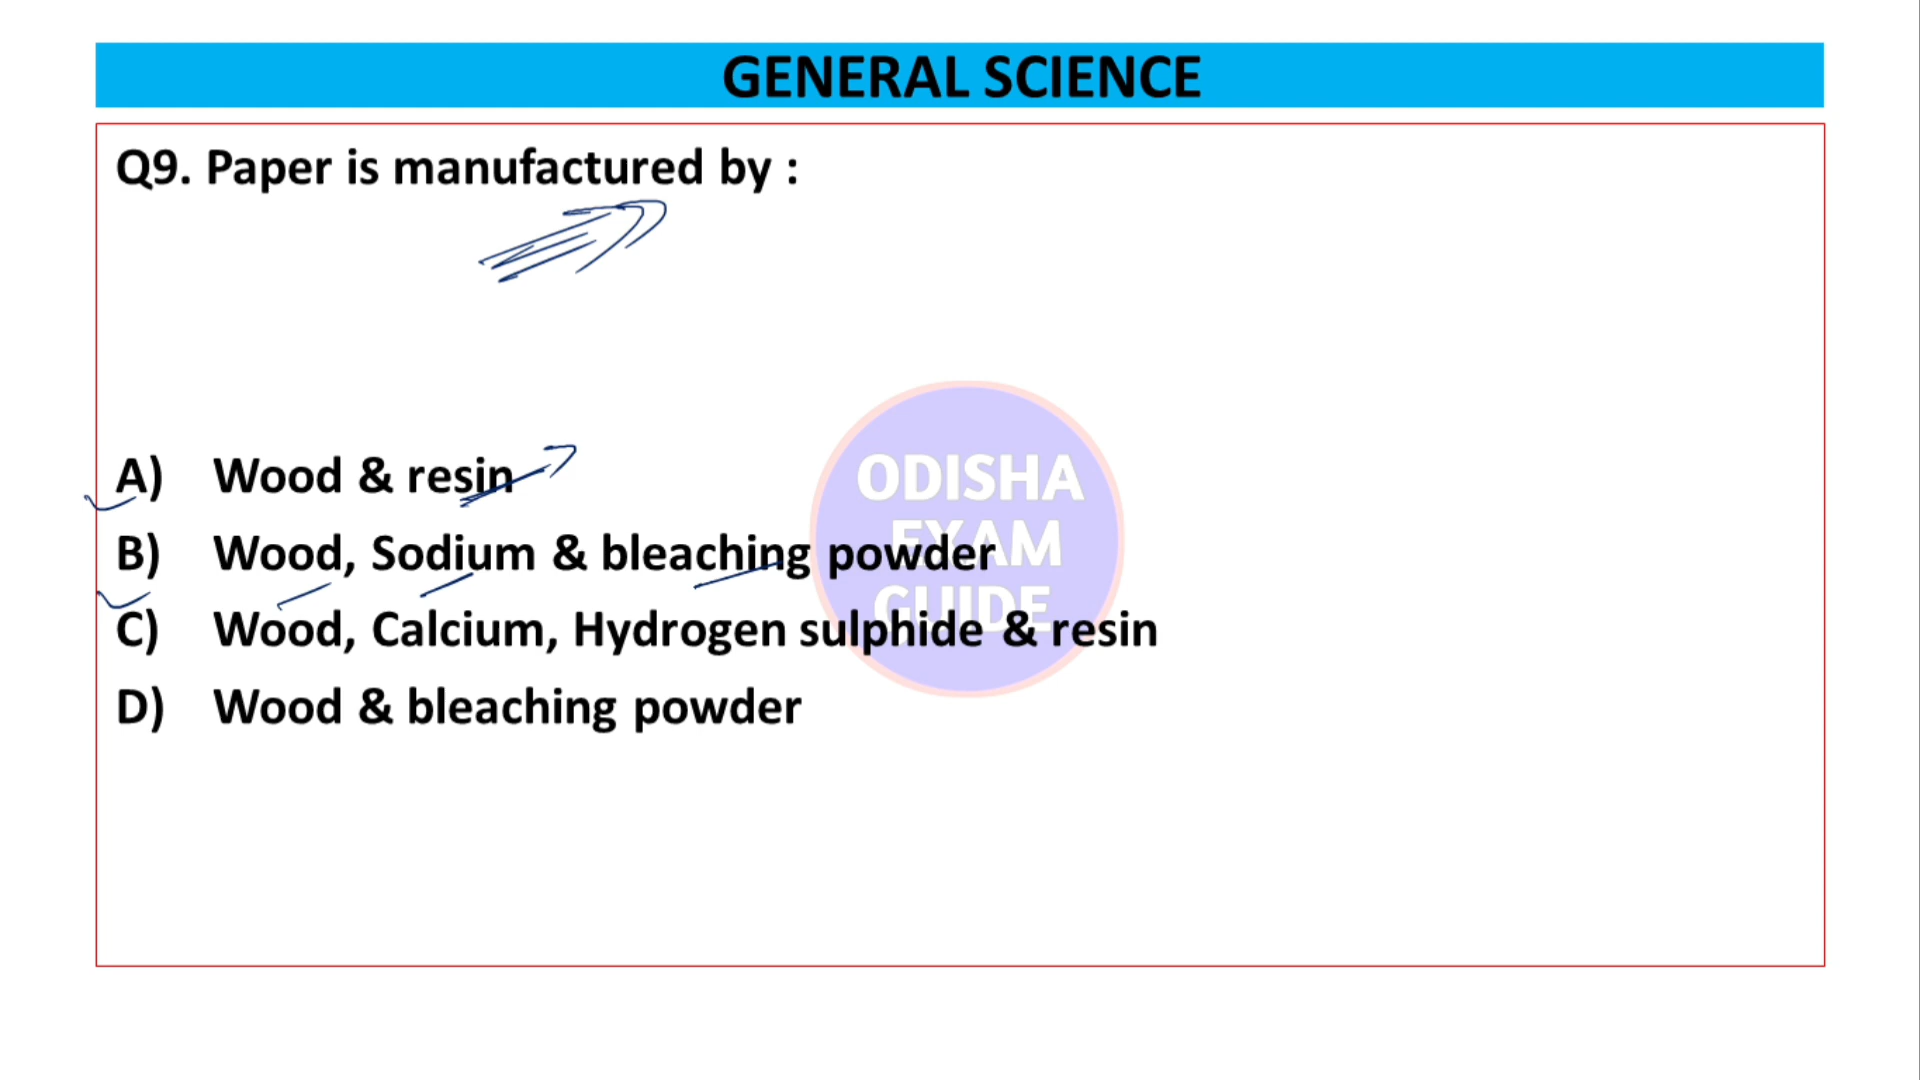 GENERAL SCIENCE
Q9. Paper is manufactured by :
A) Wood & resin
B) Wood, Sodium & bleaching powder
C) Wood, Calcium, Hydrogen sulphide & resin
D) Wood & bleaching powder
ODISHA
EXAM
GUIDE